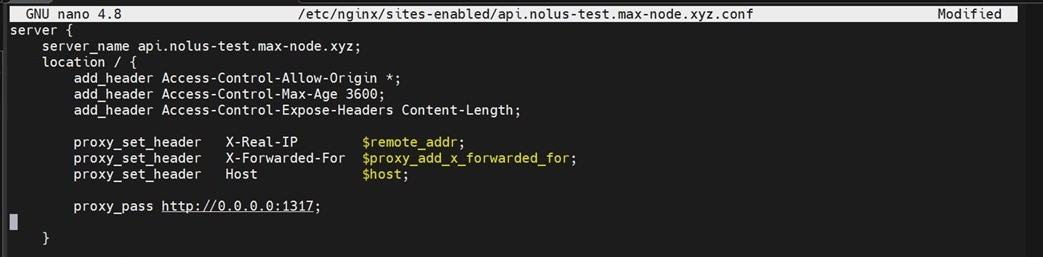 GNU nano 4.8 /etc/nginx/sites-enabled/api.nolus-test.max-node.xyz.conf Modified
server {
server_name api.nolus-test.max-node.xyz;
location / {
add_header Access-Control-Allow-Origin *;
add_header Access-Control-Max-Age 3600;
add_header Access-Control-Expose-Headers Content-Length;
proxy_set_header X-Real-IP $remote_addr;
proxy_set_header X-Forwarded-For $proxy_add_x_forwarded_for;
proxy_set_header Host $host;
proxy_pass http://0.0.0.0:1317;
}